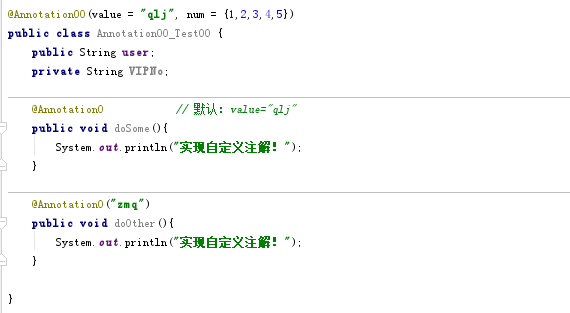 @Annotation00(value = "qlj", num = {1,2,3,4,5})
public class Annotation00_Test00 {
    public String user;
    private String VIPNo;
    @Annotation0            // 默认: value="qlj"
    public void doSome(){
        System.out.println("实现自定义注解! ");
    }
    @Annotation0("zmq")
    public void doOther(){
        System.out.println("实现自定义注解! ");
    }
}